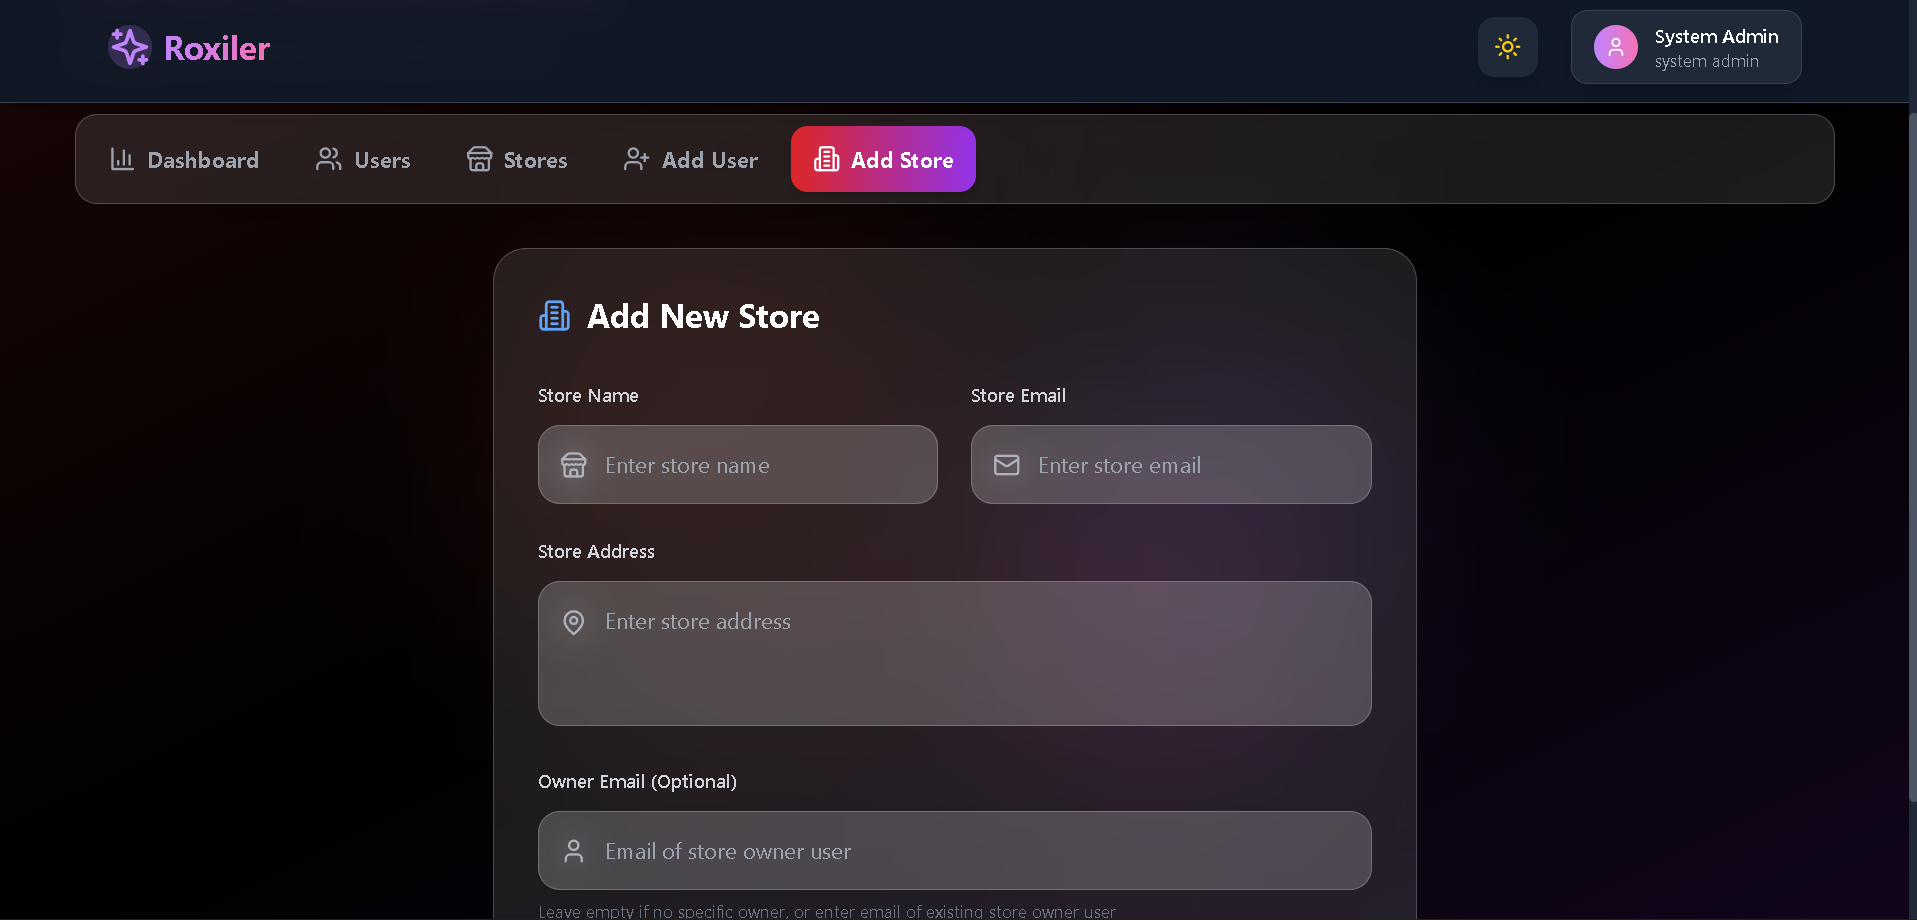 Roxiler
System Admin
system admin
Dashboard
Users
Stores
Add User
Add Store
Add New Store
Store Name
Store Email
Enter store name
Enter store email
Store Address
Enter store address
Owner Email (Optional)
Email of store owner user
Leave empty if no specific owner, or enter email of existing store owner user